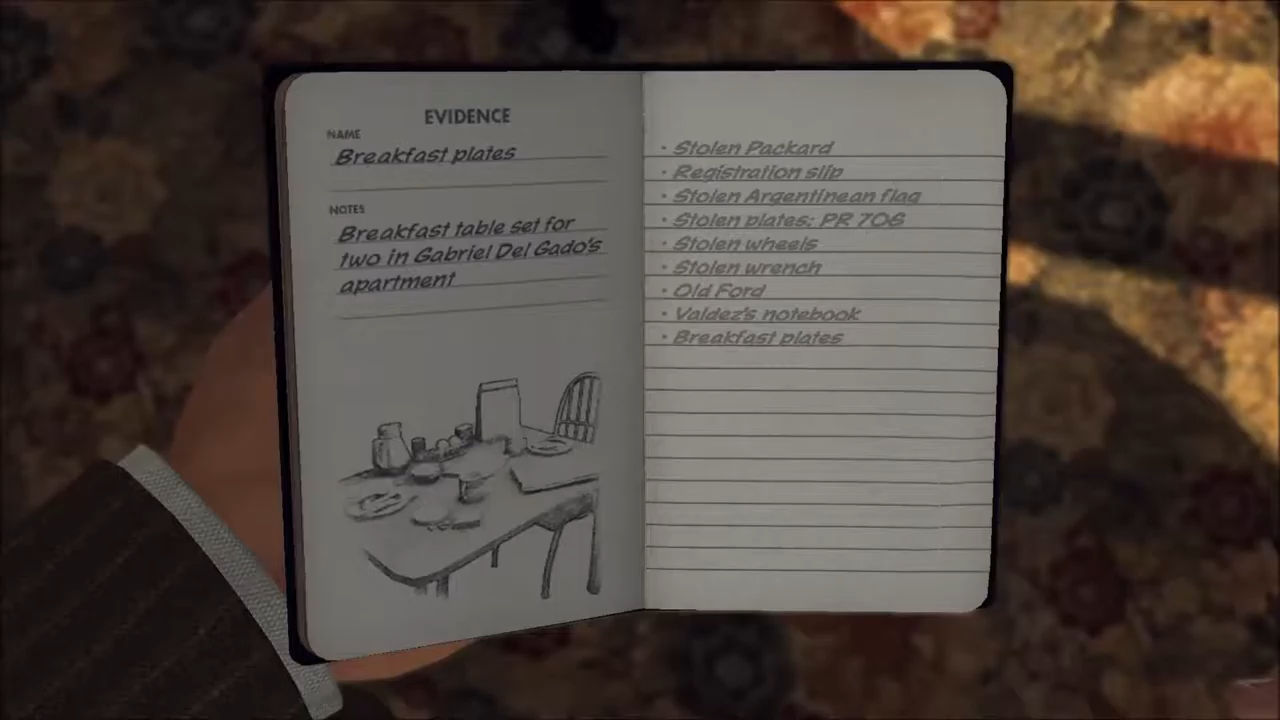 EVIDENCE
NAME
Breakfast plates
NOTES
Breakfast table set for
two in Gabriel Del Gado's
apartment
· Stolen Packard
· Registration slip
· Stolen Argentinean flag
· Stolen plates: PR 706
· Stolen wheels
· Stolen wrench
· Old Ford
· Valdez's notebook
· Breakfast plates